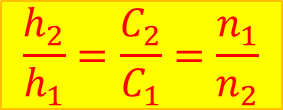 h₂/h₁ = C₂/C₁ = n₁/n₂